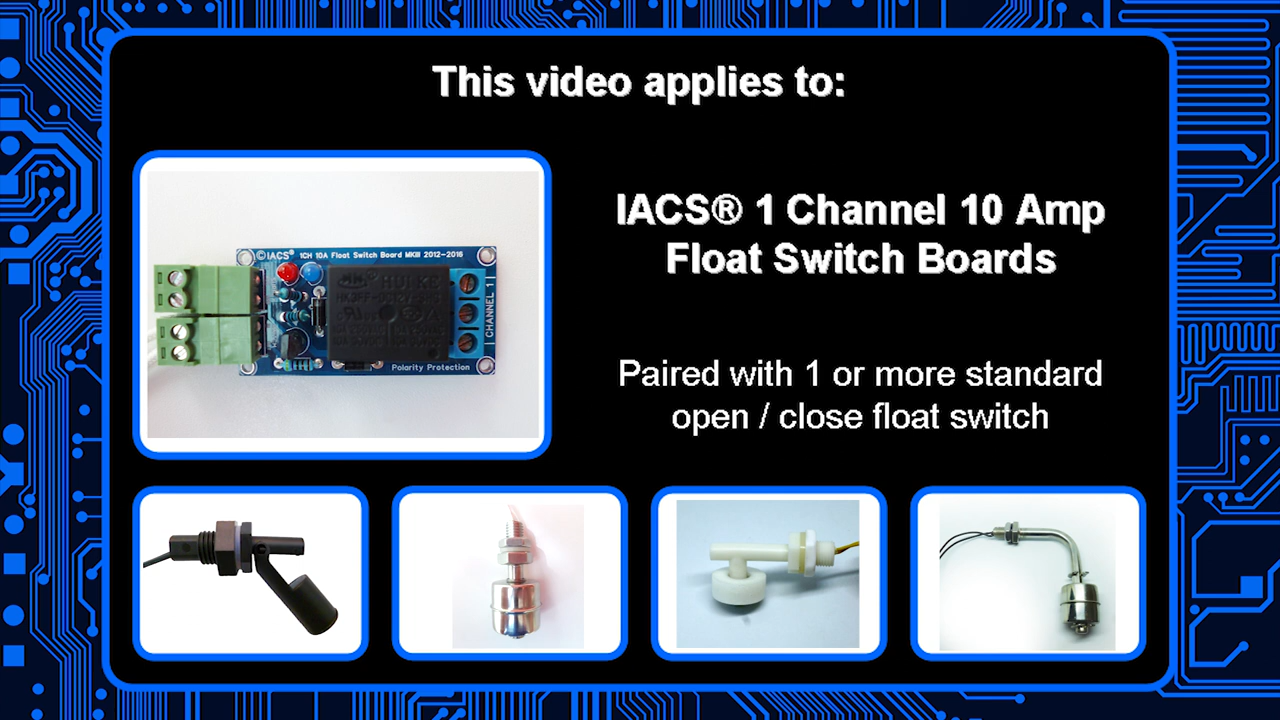 This video applies to:
IACS® 1 Channel 10 Amp
Float Switch Boards
©IACS® 1CH 10A Float Switch Board MKIII 2012-2016
CHANNEL 1
Polarity Protection
Paired with 1 or more standard
open / close float switch